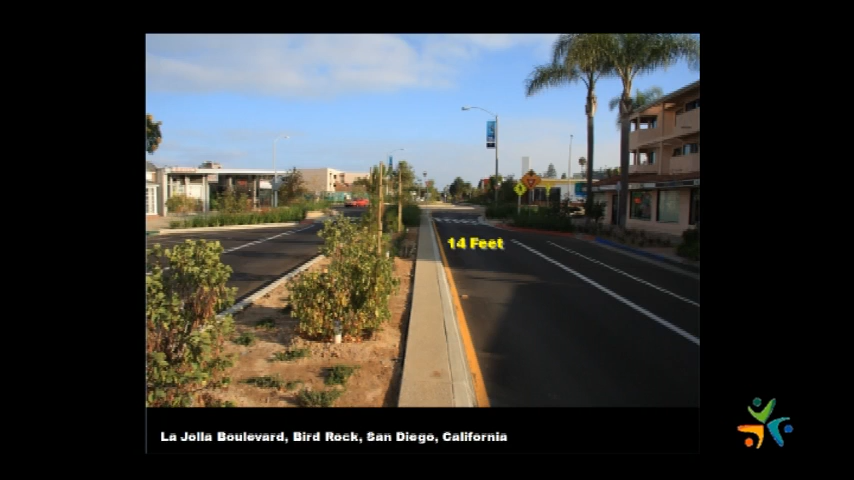 14 Feet
La Jolla Boulevard, Bird Rock, San Diego, California